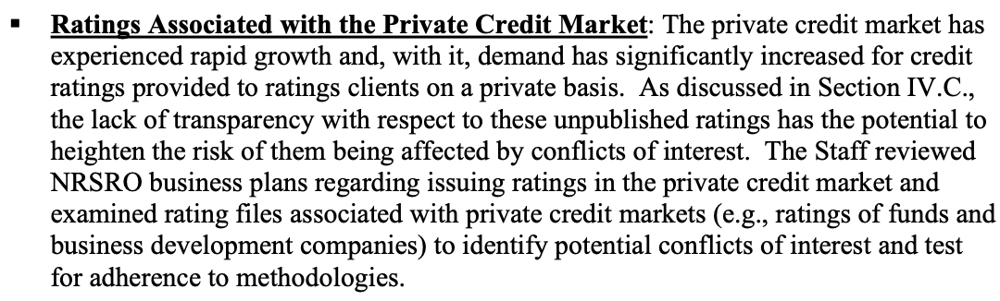 ▪ Ratings Associated with the Private Credit Market: The private credit market has
experienced rapid growth and, with it, demand has significantly increased for credit
ratings provided to ratings clients on a private basis.  As discussed in Section IV.C.,
the lack of transparency with respect to these unpublished ratings has the potential to
heighten the risk of them being affected by conflicts of interest.  The Staff reviewed
NRSRO business plans regarding issuing ratings in the private credit market and
examined rating files associated with private credit markets (e.g., ratings of funds and
business development companies) to identify potential conflicts of interest and test
for adherence to methodologies.